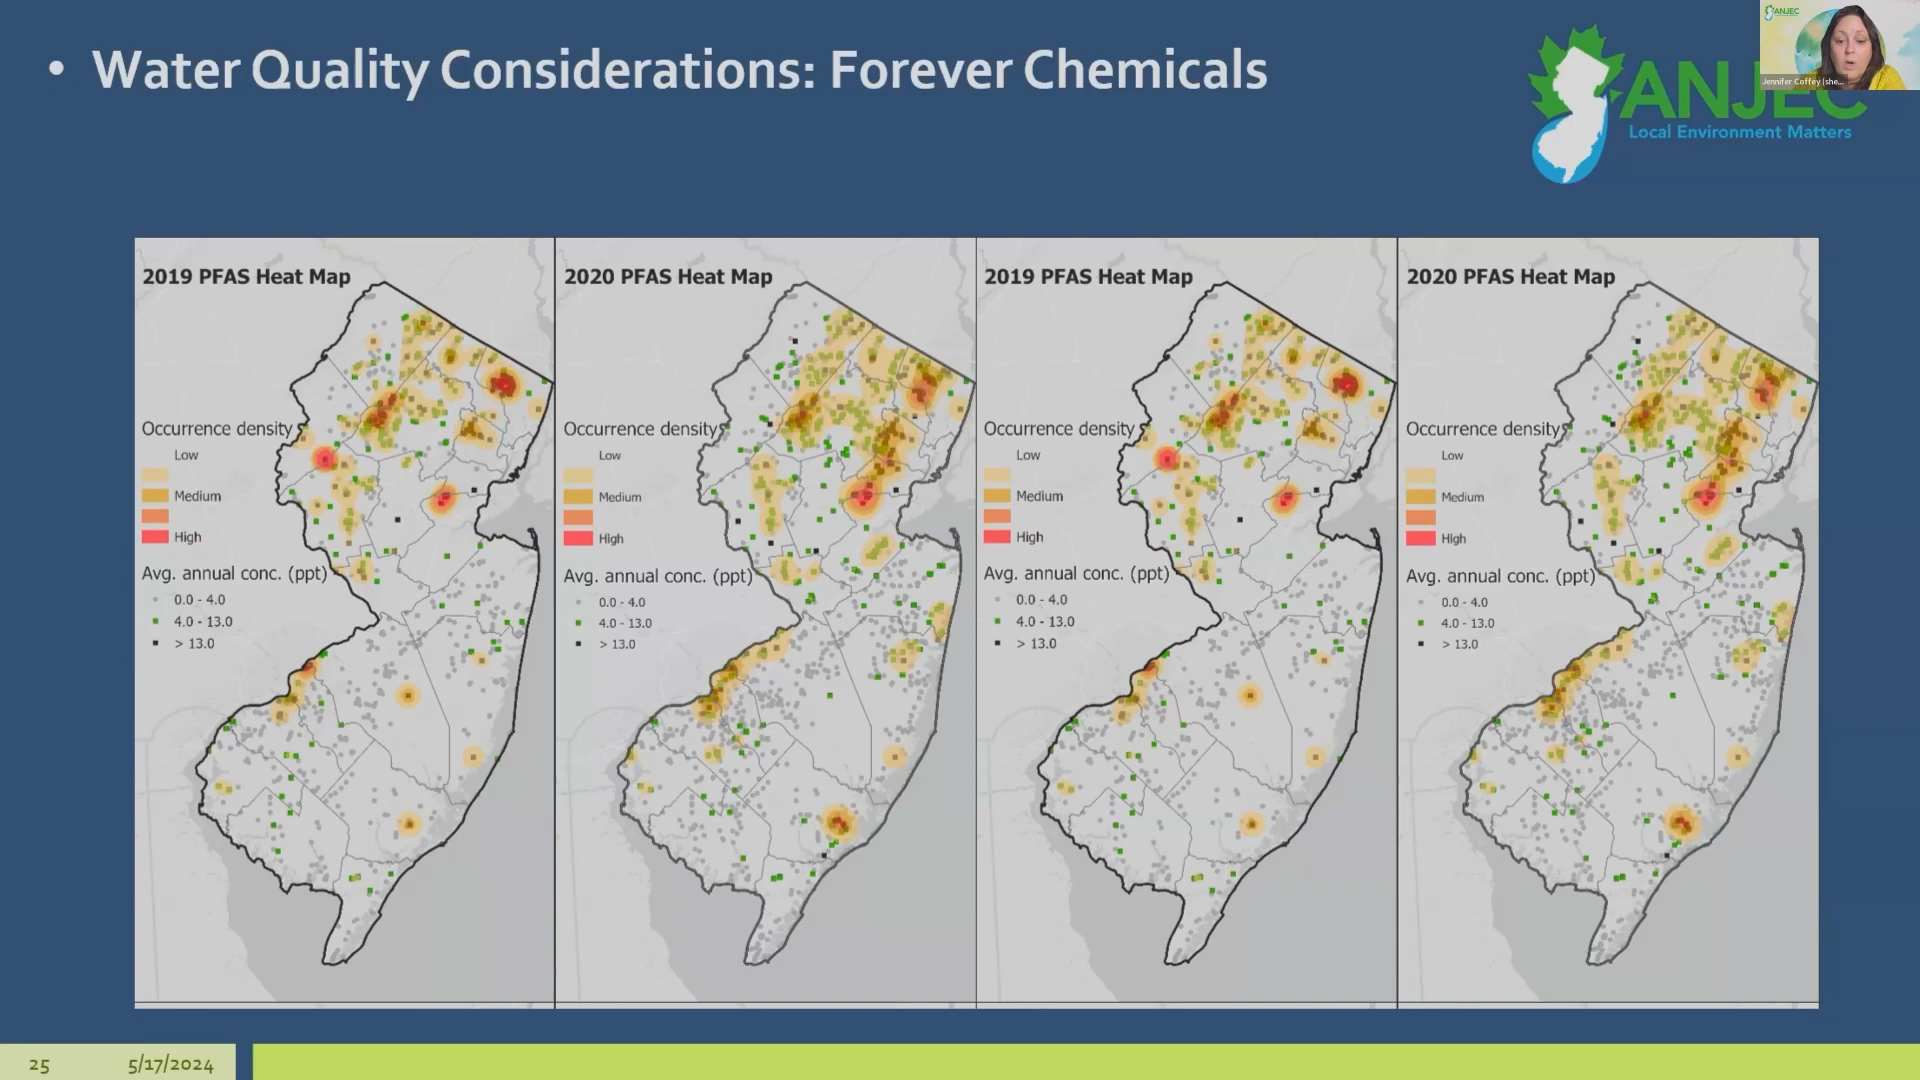 • Water Quality Considerations: Forever Chemicals
ANJEC
Jennifer Coffey (she...
ANJEC
Local Environment Matters
2019 PFAS Heat Map
Occurrence density
Low
Medium
High
Avg. annual conc. (ppt)
0.0 - 4.0
4.0 - 13.0
> 13.0
2020 PFAS Heat Map
Occurrence density
Low
Medium
High
Avg. annual conc. (ppt)
0.0 - 4.0
4.0 - 13.0
> 13.0
2019 PFAS Heat Map
Occurrence density
Low
Medium
High
Avg. annual conc. (ppt)
0.0 - 4.0
4.0 - 13.0
> 13.0
2020 PFAS Heat Map
Occurrence density
Low
Medium
High
Avg. annual conc. (ppt)
0.0 - 4.0
4.0 - 13.0
> 13.0
25 5/17/2024